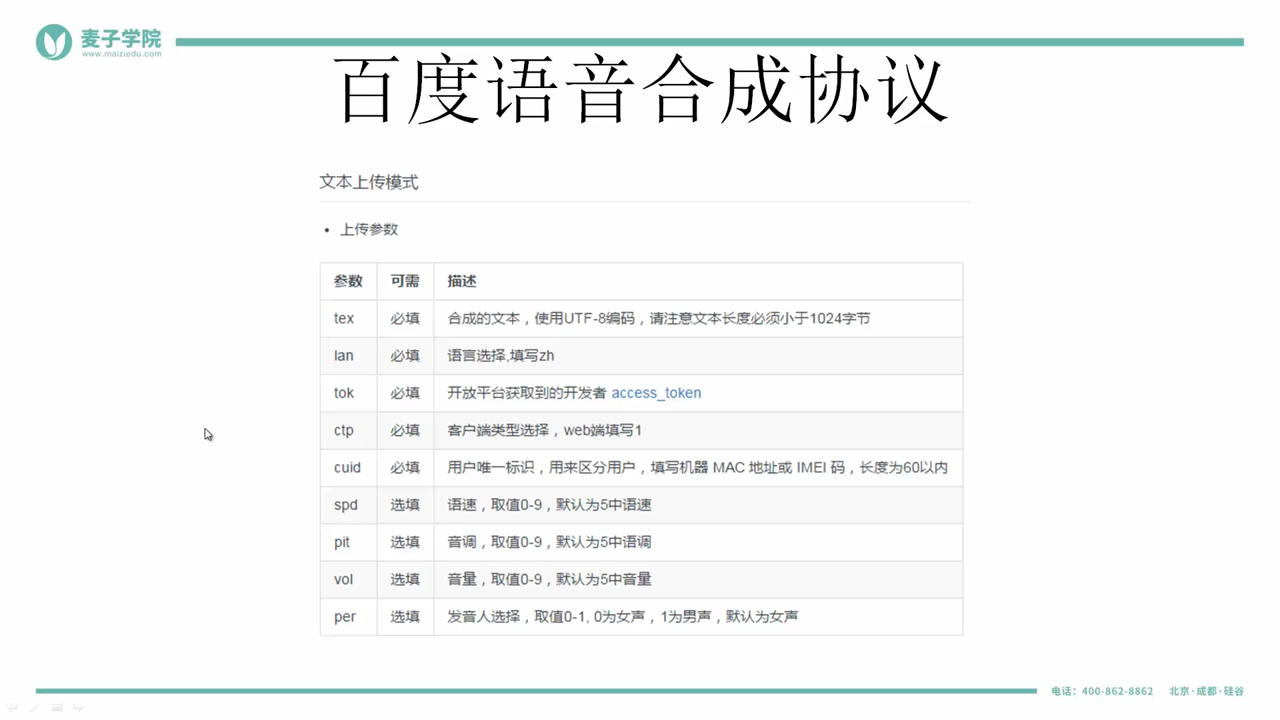 麦子学院
www.maiziedu.com
百度语音合成协议
文本上传模式
• 上传参数
参数 可需 描述
tex 必填 合成的文本，使用UTF-8编码，请注意文本长度必须小于1024字节
lan 必填 语言选择,填写zh
tok 必填 开放平台获取到的开发者 access_token
ctp 必填 客户端类型选择，web端填写1
cuid 必填 用户唯一标识，用来区分用户，填写机器 MAC 地址或 IMEI 码，长度为60以内
spd 选填 语速，取值0-9，默认为5中语速
pit 选填 音调，取值0-9，默认为5中语调
vol 选填 音量，取值0-9，默认为5中音量
per 选填 发音人选择，取值0-1, 0为女声，1为男声，默认为女声
电话：400-862-8862 北京·成都·硅谷